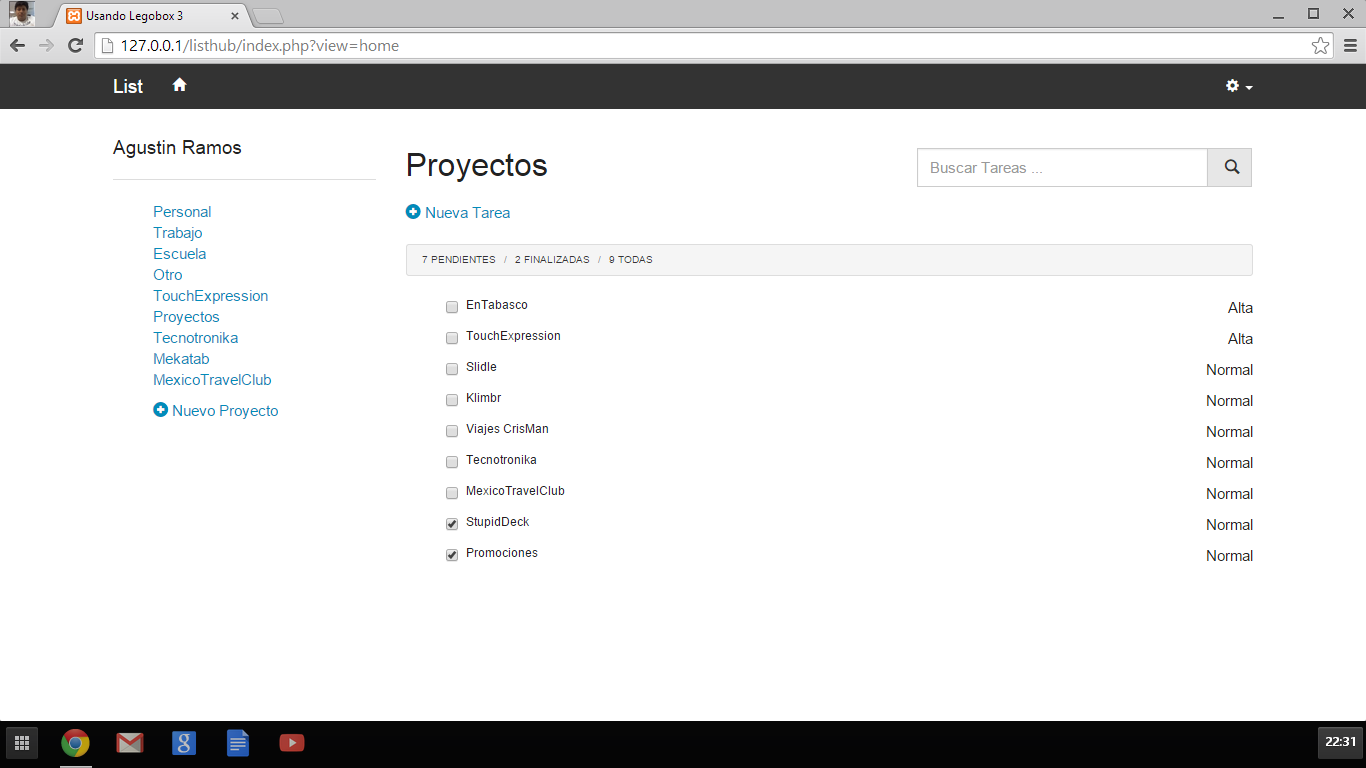 Usando Legobox 3
127.0.0.1/listhub/index.php?view=home
List
Agustin Ramos
Personal
Trabajo
Escuela
Otro
TouchExpression
Proyectos
Tecnotronika
Mekatab
MexicoTravelClub
Nuevo Proyecto
Proyectos
Buscar Tareas ...
Nueva Tarea
7 PENDIENTES / 2 FINALIZADAS / 9 TODAS
EnTabasco Alta
TouchExpression Alta
Slidle Normal
Klimbr Normal
Viajes CrisMan Normal
Tecnotronika Normal
MexicoTravelClub Normal
StupidDeck Normal
Promociones Normal
g
22:31